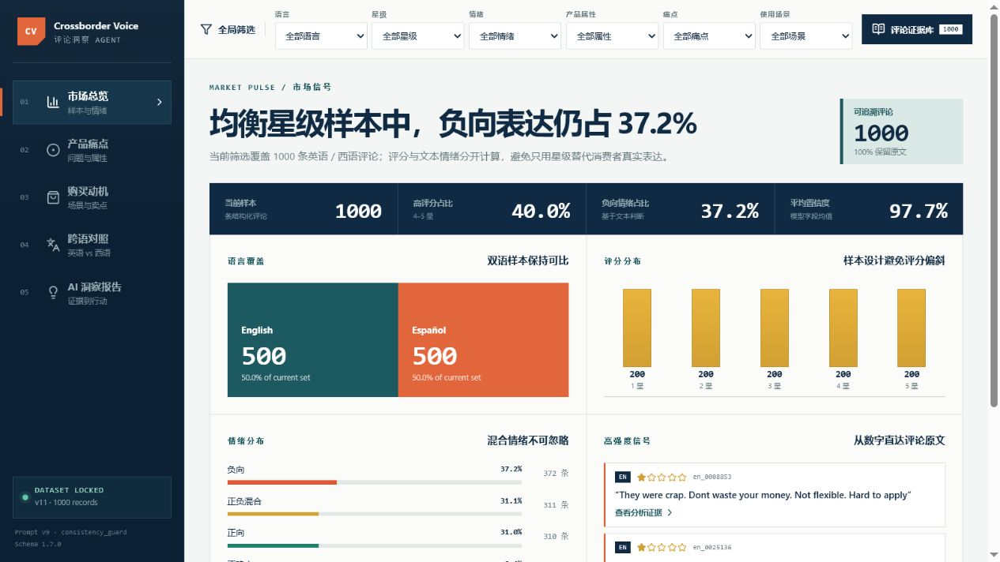 CV
Crossborder Voice
评论洞察 AGENT
01
市场总览
样本与情绪
02
产品痛点
问题与属性
03
购买动机
场景与卖点
04
跨语对照
英语 vs 西语
05
AI 洞察报告
证据到行动
DATASET LOCKED
v11 · 1000 records
Prompt v9 · consistency_guard
Schema 1.7.0
全局筛选
语言
全部语言
星级
全部星级
情绪
全部情绪
产品属性
全部属性
痛点
全部痛点
使用场景
全部场景
评论证据库 1000
MARKET PULSE / 市场信号
均衡星级样本中，负向表达仍占 37.2%
当前筛选覆盖 1000 条英语 / 西语评论；评分与文本情绪分开计算，避免只用星级替代消费者真实表达。
可追溯评论
1000
100% 保留原文
当前样本
条结构化评论
1000
高评分占比
4–5 星
40.0%
负向情绪占比
基于文本判断
37.2%
平均置信度
模型字段均值
97.7%
语言覆盖
双语样本保持可比
English
500
50.0% of current set
Español
500
50.0% of current set
评分分布
样本设计避免评分偏斜
200 200 200 200 200
1 星 2 星 3 星 4 星 5 星
情绪分布
混合情绪不可忽略
负向 37.2% 372 条
正负混合 31.1% 311 条
正向 31.0% 310 条
高强度信号
从数字直达评论原文
EN ★☆☆☆☆ en_0008853
“They were crap. Dont waste your money. Not flexible. Hard to apply”
查看分析证据
EN ★☆☆☆☆ en_0025136